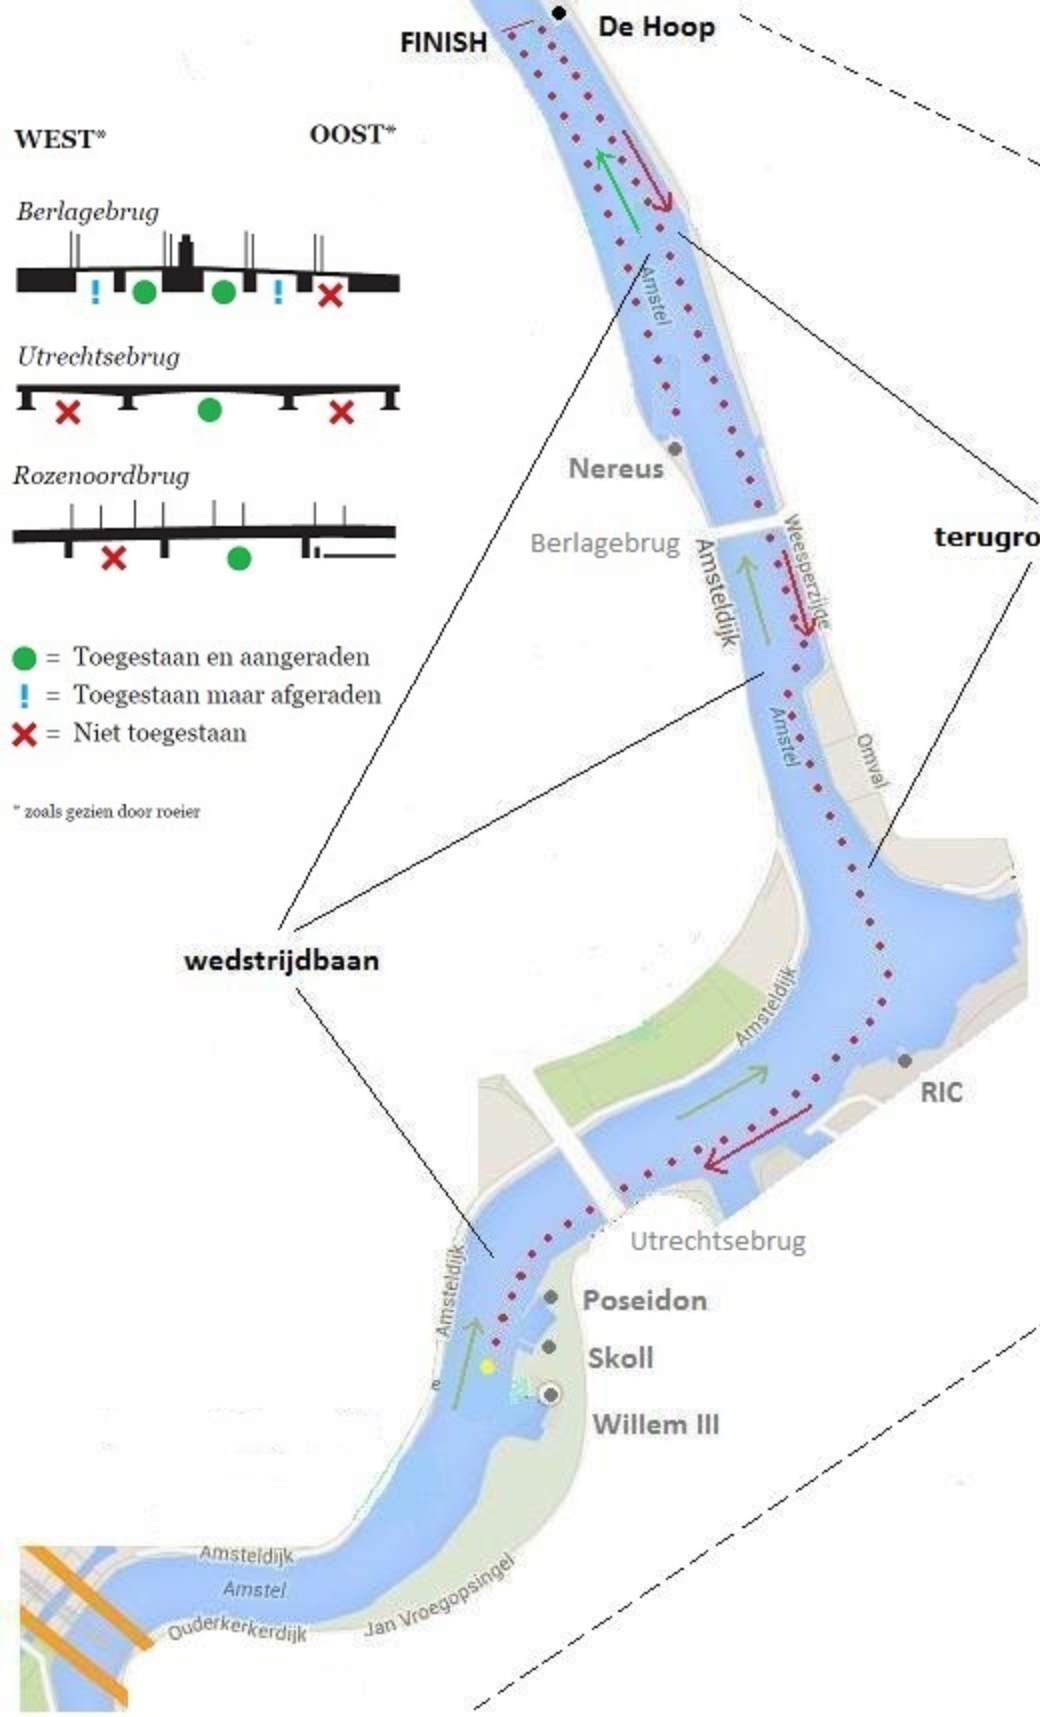 De Hoop
FINISH
WEST*
OOST*
Berlagebrug
!
!
Utrechtsebrug
Rozenoordbrug
= Toegestaan en aangeraden
! = Toegestaan maar afgeraden
= Niet toegestaan
* zoals gezien door roeier
Amstel
Nereus
Berlagebrug
Amsteldijk
Weesperzijde
terugro
Amstel
Omval
wedstrijdbaan
Amsteldijk
RIC
Utrechtsebrug
Amsteldijk
Poseidon
Skoll
e
Willem III
Amsteldijk
Amstel
Ouderkerkerdijk
Jan Vroegopsingel